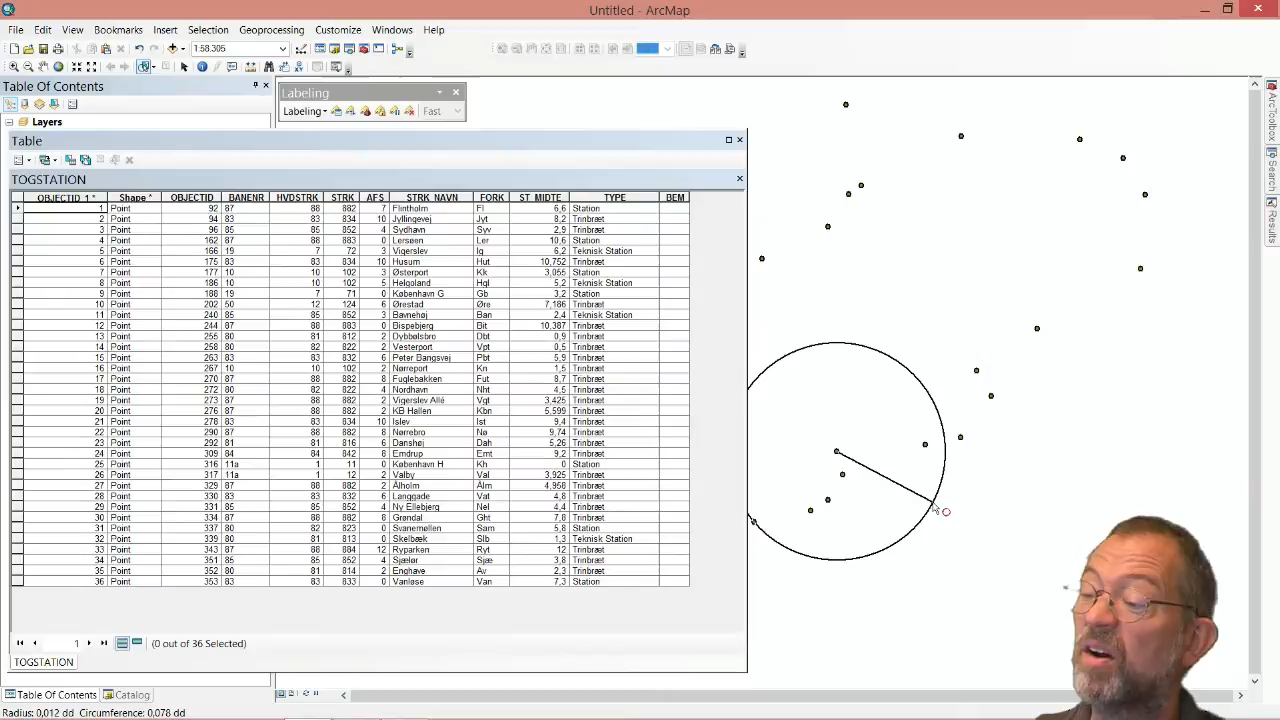 Untitled - ArcMap
File Edit View Bookmarks Insert Selection Geoprocessing Customize Windows Help
1:58.305
Table Of Contents
Labeling
Labeling Fast
Layers
Table
TOGSTATION
OBJECTID_1 * Shape * OBJECTID BANENR HVDSTRK STRK AFS STRK_NAVN FORK ST_MIDTE TYPE BEM
1 Point 92 87 88 882 7 Flintholm Fl 6,6 Station
2 Point 94 83 83 834 10 Jyllingevej Jyt 8,2 Trinbræt
3 Point 96 85 85 852 4 Sydhavn Syv 2,9 Trinbræt
4 Point 162 87 88 883 0 Lersøen Ler 10,6 Station
5 Point 166 19 7 72 3 Vigerslev Ig 6,2 Teknisk Station
6 Point 175 83 83 834 10 Husum Hut 10,752 Trinbræt
7 Point 177 10 10 102 3 Østerport Kk 3,055 Station
8 Point 186 10 10 102 5 Helgoland Hgl 5,2 Teknisk Station
9 Point 188 19 7 71 0 København G Gb 3,2 Station
10 Point 202 50 12 124 6 Ørestad Øre 7,186 Trinbræt
11 Point 240 85 85 852 3 Bavnehøj Ban 2,4 Teknisk Station
12 Point 244 87 88 883 0 Bispebjerg Bit 10,387 Trinbræt
13 Point 255 80 81 812 2 Dybbølsbro Dbt 0,9 Trinbræt
14 Point 258 80 82 822 2 Vesterport Vpt 0,5 Trinbræt
15 Point 263 83 83 832 6 Peter Bangsvej Pbt 5,9 Trinbræt
16 Point 267 10 10 102 2 Nørreport Kn 1,5 Trinbræt
17 Point 270 87 88 882 8 Fuglebakken Fut 8,7 Trinbræt
18 Point 272 80 82 822 4 Nordhavn Nht 4,5 Trinbræt
19 Point 273 87 88 882 2 Vigerslev Allé Vgt 3,425 Trinbræt
20 Point 276 87 88 882 2 KB Hallen Kbn 5,599 Trinbræt
21 Point 278 83 83 834 10 Islev Ist 9,4 Trinbræt
22 Point 290 87 88 882 8 Nørrebro Nø 9,74 Trinbræt
23 Point 292 81 81 816 6 Danshøj Dah 5,26 Trinbræt
24 Point 309 84 84 842 8 Emdrup Emt 9,2 Trinbræt
25 Point 316 11a 1 11 0 København H Kh 0 Station
26 Point 317 11a 1 12 2 Valby Val 3,925 Trinbræt
27 Point 329 87 88 882 0 Ålholm Ålm 4,958 Trinbræt
28 Point 330 83 83 832 6 Langgade Vat 4,8 Trinbræt
29 Point 331 85 85 852 4 Ny Ellebjerg Nel 4,4 Trinbræt
30 Point 334 87 88 882 8 Grøndal Ght 7,8 Trinbræt
31 Point 337 80 82 823 0 Svanemøllen Sam 5,8 Station
32 Point 339 80 81 813 0 Skelbæk Slb 1,3 Teknisk Station
33 Point 343 87 88 884 12 Ryparken Ryt 12 Trinbræt
34 Point 351 85 85 852 4 Sjælør Sjæ 3,8 Trinbræt
35 Point 352 80 81 814 2 Enghave Av 2,3 Trinbræt
36 Point 353 83 83 833 0 Vanløse Van 7,3 Station
1 (0 out of 36 Selected)
TOGSTATION
Table Of Contents Catalog
Radius: 0,012 dd Circumference: 0,078 dd
ArcToolbox
Search
Results